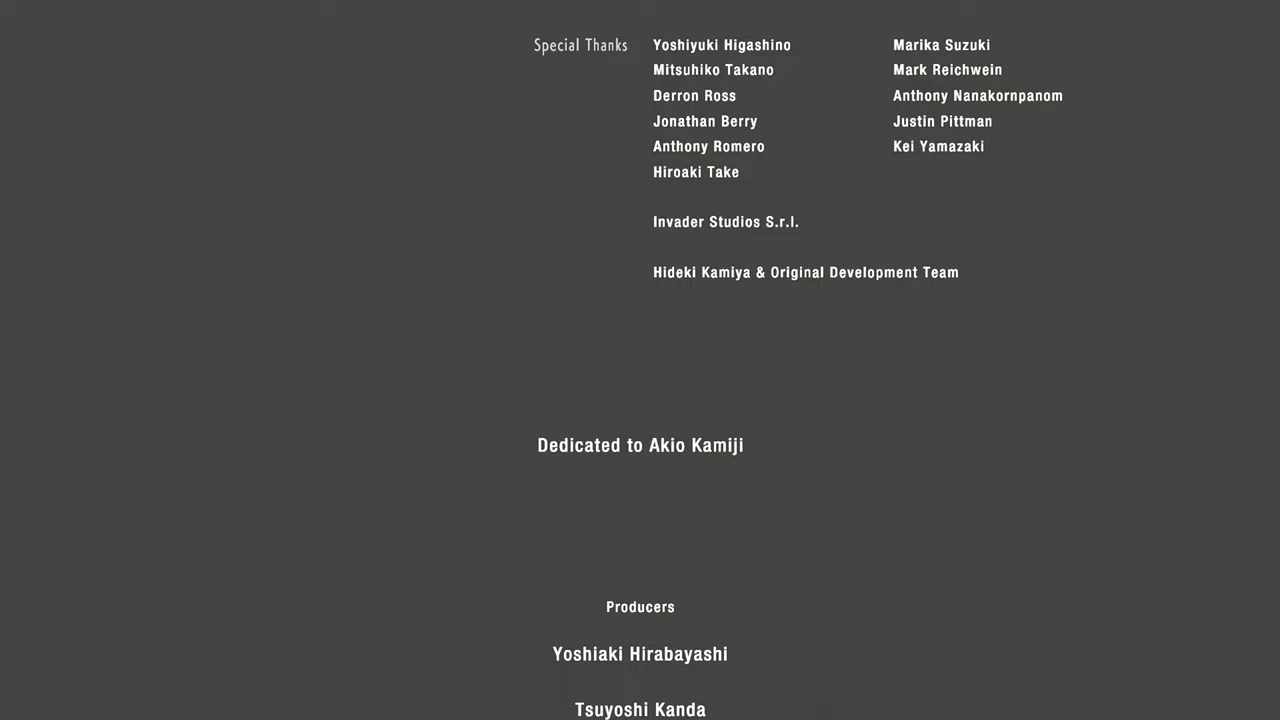 Special Thanks Yoshiyuki Higashino Marika Suzuki
Mitsuhiko Takano Mark Reichwein
Derron Ross Anthony Nanakornpanom
Jonathan Berry Justin Pittman
Anthony Romero Kei Yamazaki
Hiroaki Take
Invader Studios S.r.l.
Hideki Kamiya & Original Development Team
Dedicated to Akio Kamiji
Producers
Yoshiaki Hirabayashi
Tsuyoshi Kanda